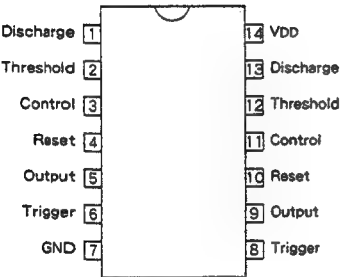 Discharge 1 14 VDD
Threshold 2 13 Discharge
Control 3 12 Threshold
Reset 4 11 Control
Output 5 10 Reset
Trigger 6 9 Output
GND 7 8 Trigger